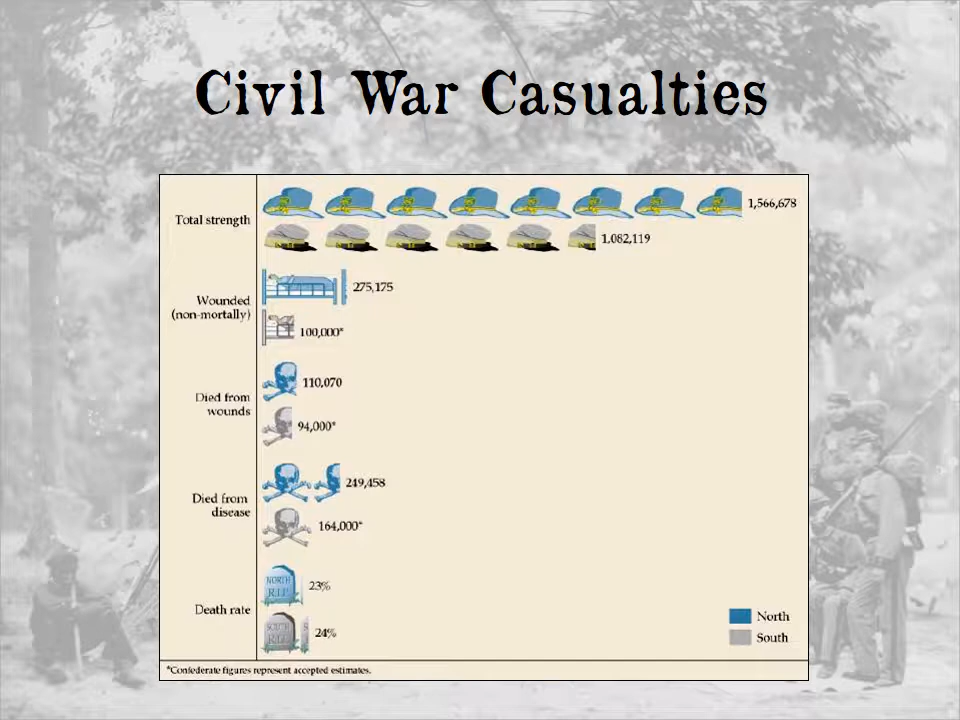 Civil War Casualties
Total strength
1,566,678
1,082,119
Wounded
(non-mortally)
275,175
100,000*
Died from
wounds
110,070
94,000*
Died from
disease
249,458
164,000*
Death rate
NORTH
R.I.P.
23%
SOUTH
R.I.P.
S
24%
North
South
*Confederate figures represent accepted estimates.